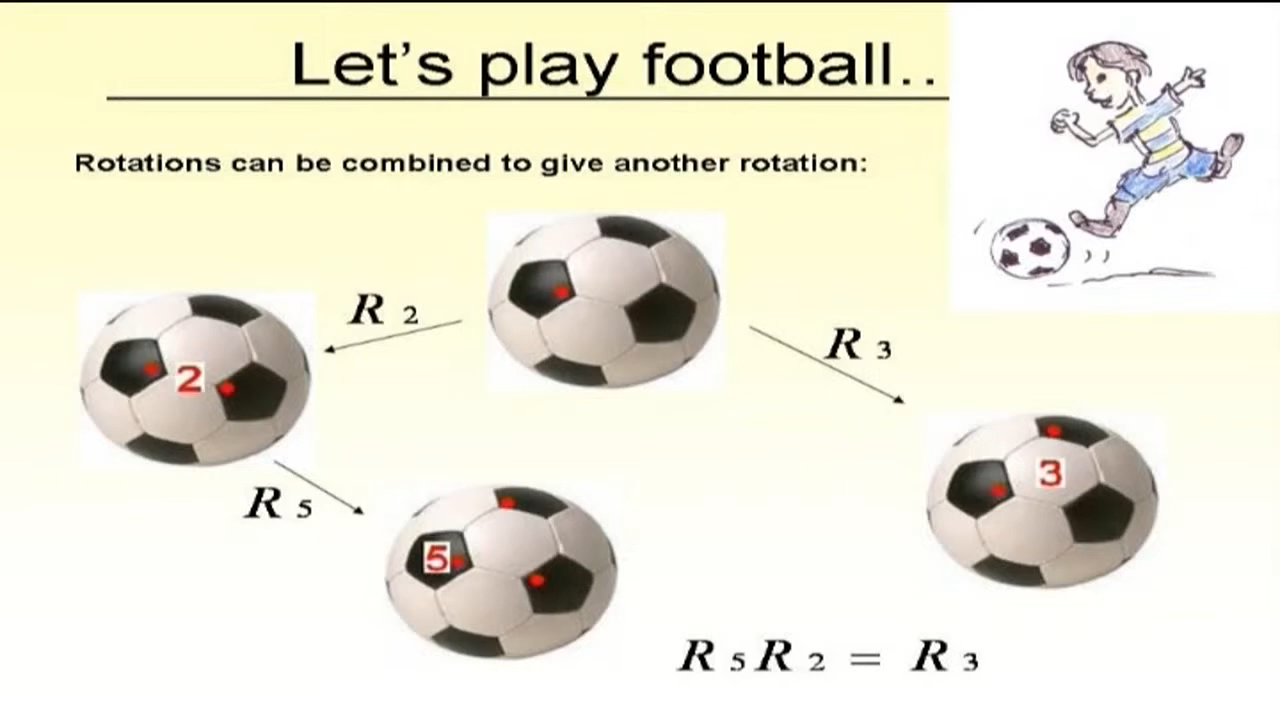 Let's play football..
Rotations can be combined to give another rotation:
R 2
R 3
2
3
R 5
5
R 5 R 2 = R 3